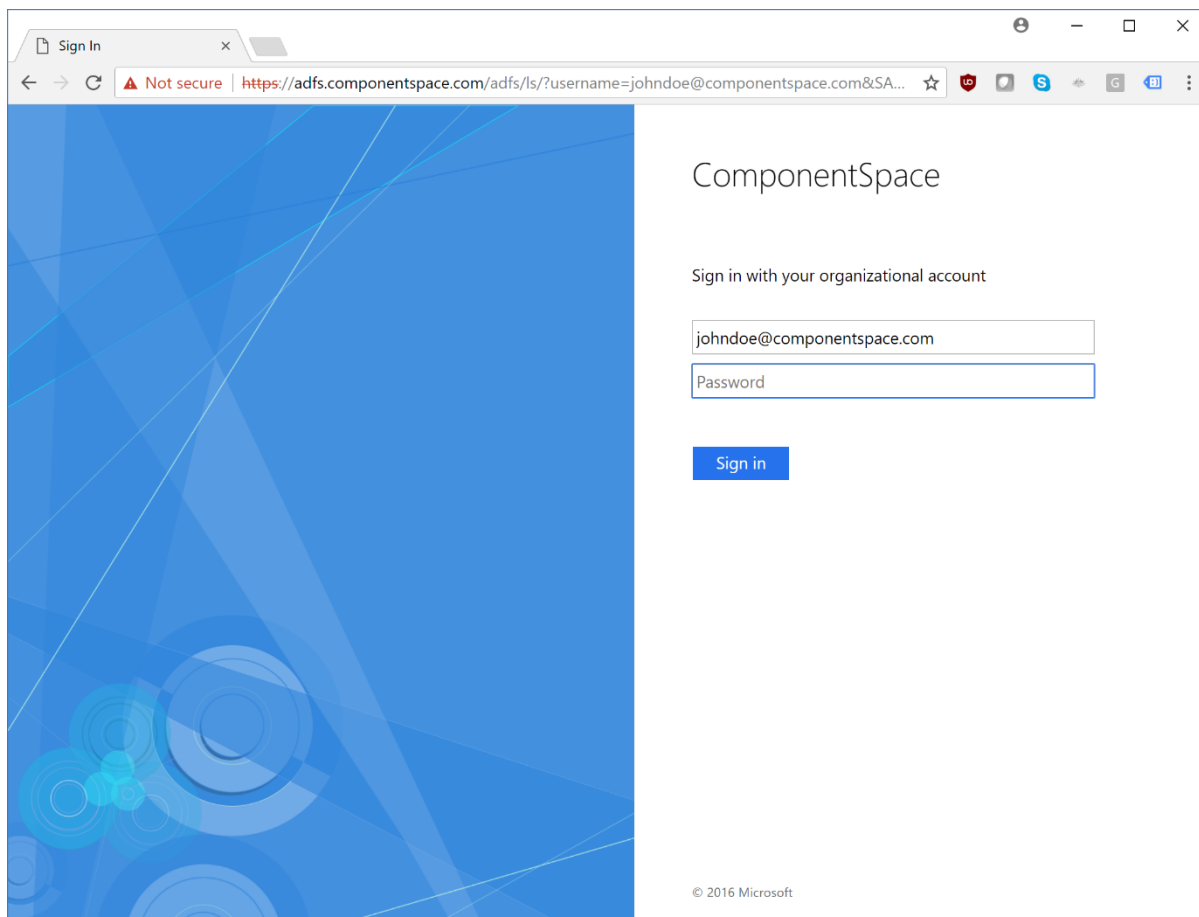 Sign In
Not secure https://adfs.componentspace.com/adfs/ls/?username=johndoe@componentspace.com&SA...
ComponentSpace
Sign in with your organizational account
johndoe@componentspace.com
Password
Sign in
© 2016 Microsoft